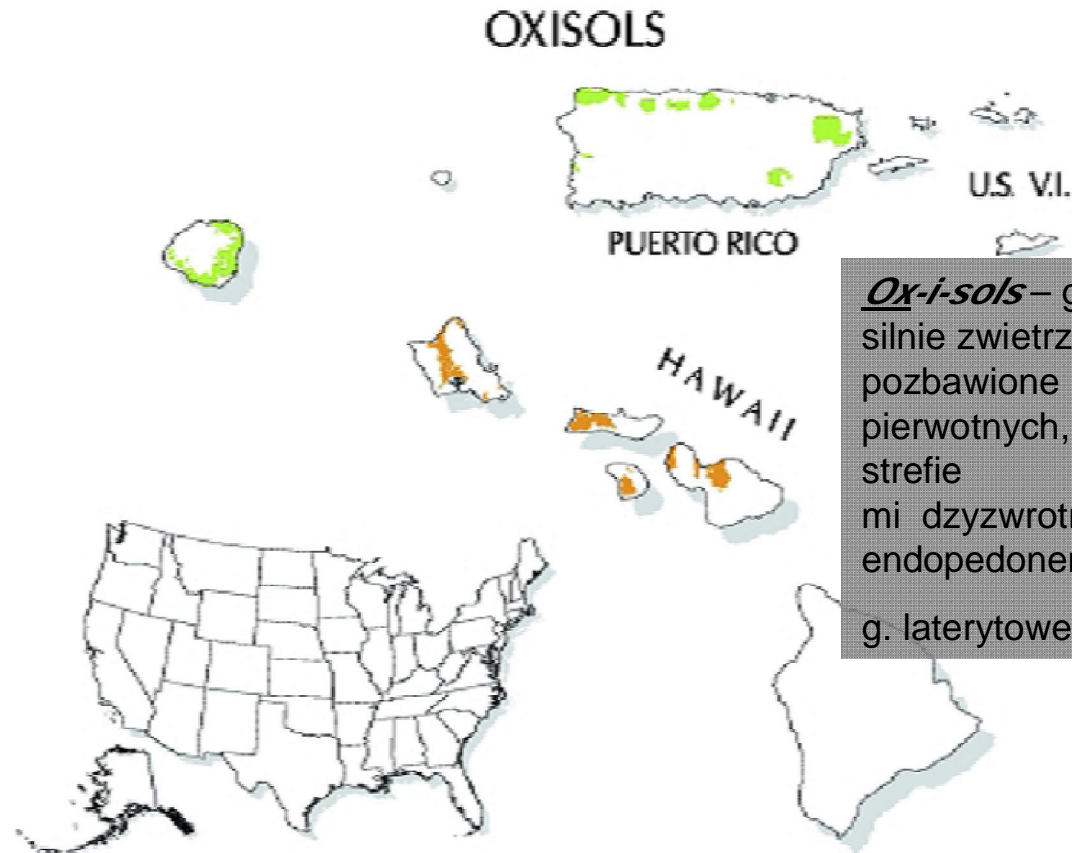 OXISOLS
U.S. V.I.
PUERTO RICO
HAWAII
Ox-i-sols – g
silnie zwietrz
pozbawione
pierwotnych,
strefie
mi dzyzwrotn
endopedonem
g. laterytowe